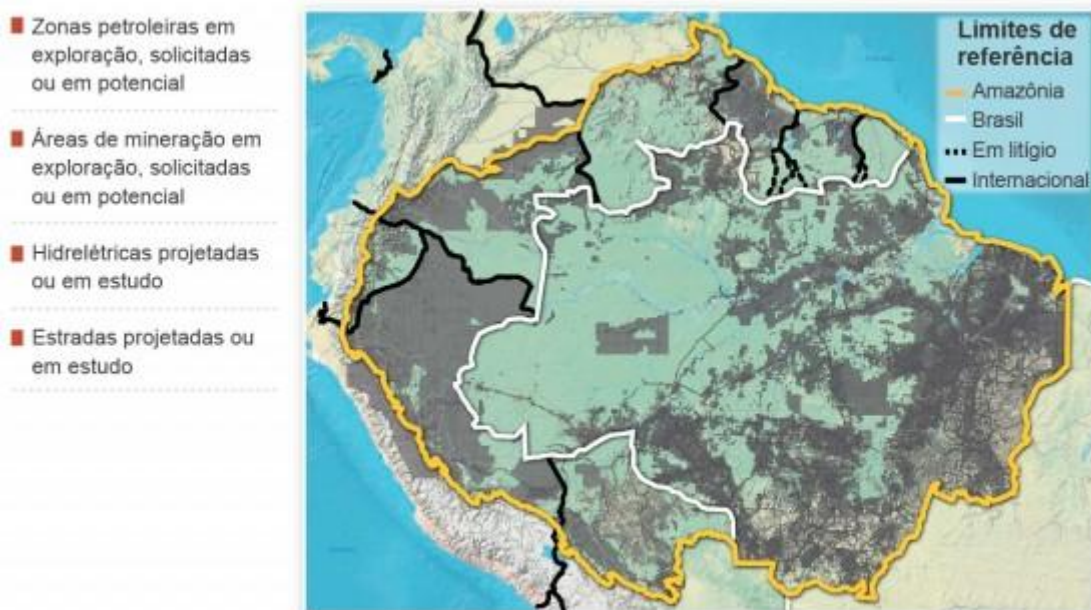 Zonas petroleiras em
exploração, solicitadas
ou em potencial
Áreas de mineração em
exploração, solicitadas
ou em potencial
Hidrelétricas projetadas
ou em estudo
Estradas projetadas ou
em estudo
Limites de
referência
Amazônia
Brasil
Em litígio
Internacional